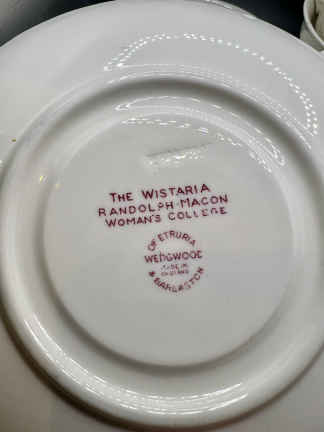 THE WISTARIA
RANDOLPH-MACON
WOMAN'S COLLEGE
OF ETRURIA
WEDGWOOD
MADE IN
ENGLAND
& BARLASTON